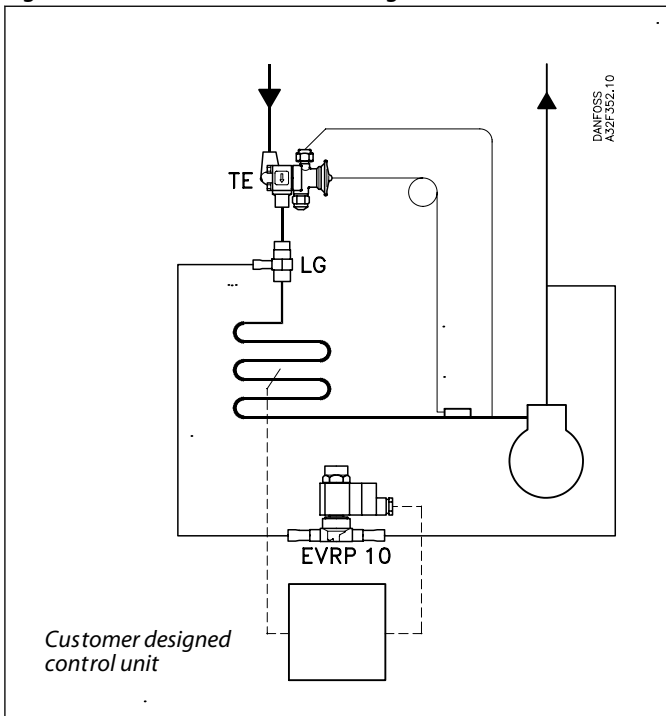 DANFOSS
A32F352.10
TE
LG
EVRP 10
Customer designed
control unit